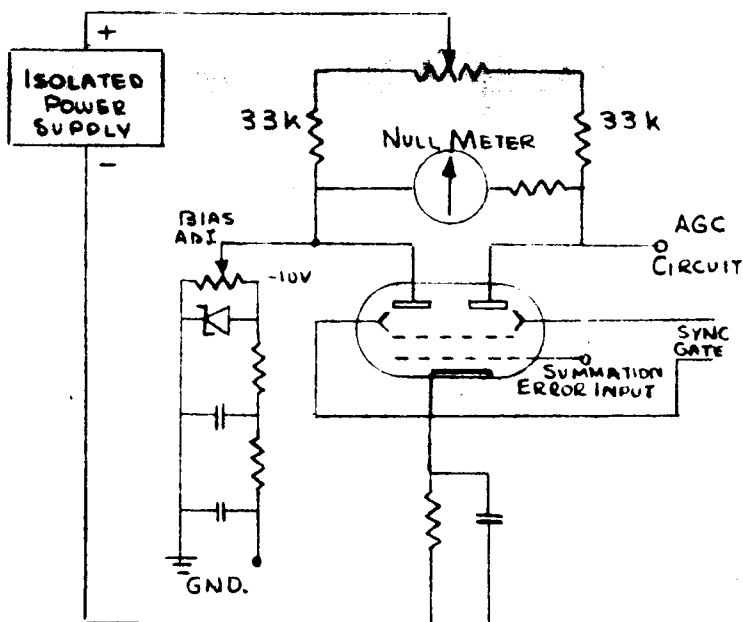 +
ISOLATED
POWER
SUPPLY
-
33k
33k
NULL METER
BIAS
ADJ.
-10V
AGC
CIRCUIT
SYNC
GATE
SUMMATION
ERROR INPUT
GND.